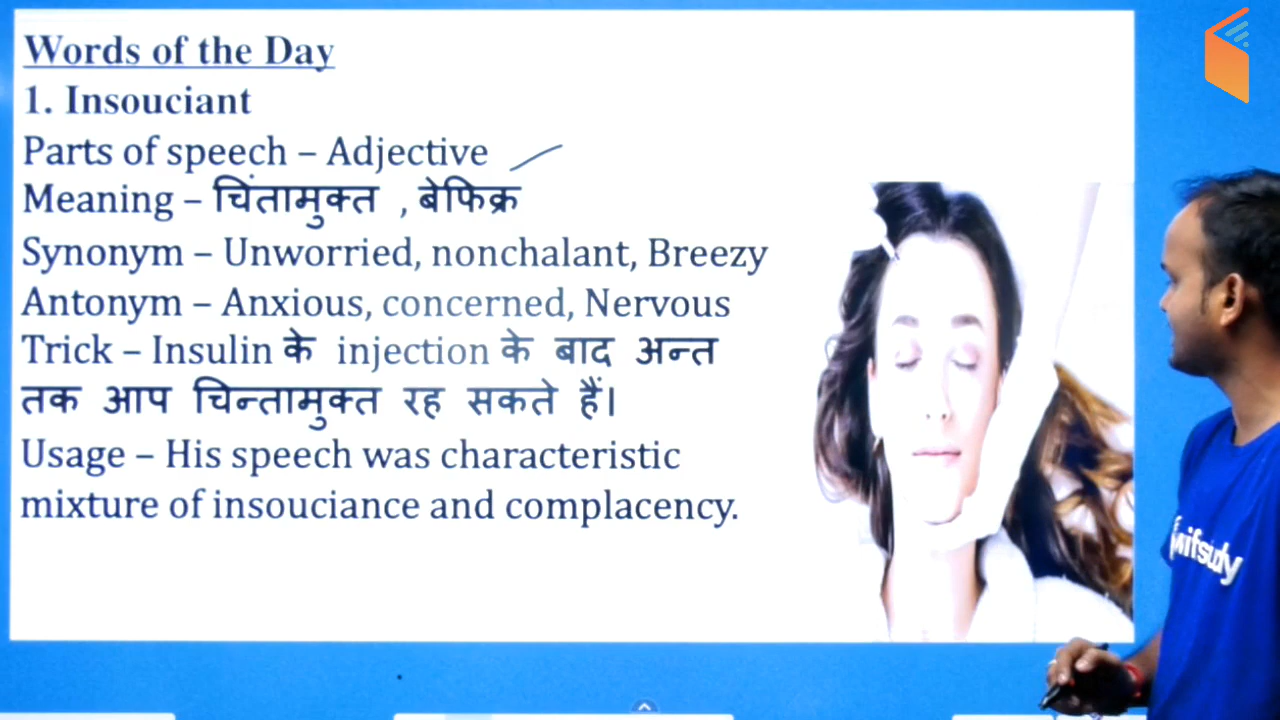 Words of the Day
1. Insouciant
Parts of speech – Adjective
Meaning – चिंतामुक्त , बेफिक्र
Synonym – Unworried, nonchalant, Breezy
Antonym – Anxious, concerned, Nervous
Trick – Insulin के injection के बाद अन्त
तक आप चिन्तामुक्त रह सकते हैं।
Usage – His speech was characteristic
mixture of insouciance and complacency.
wifistudy